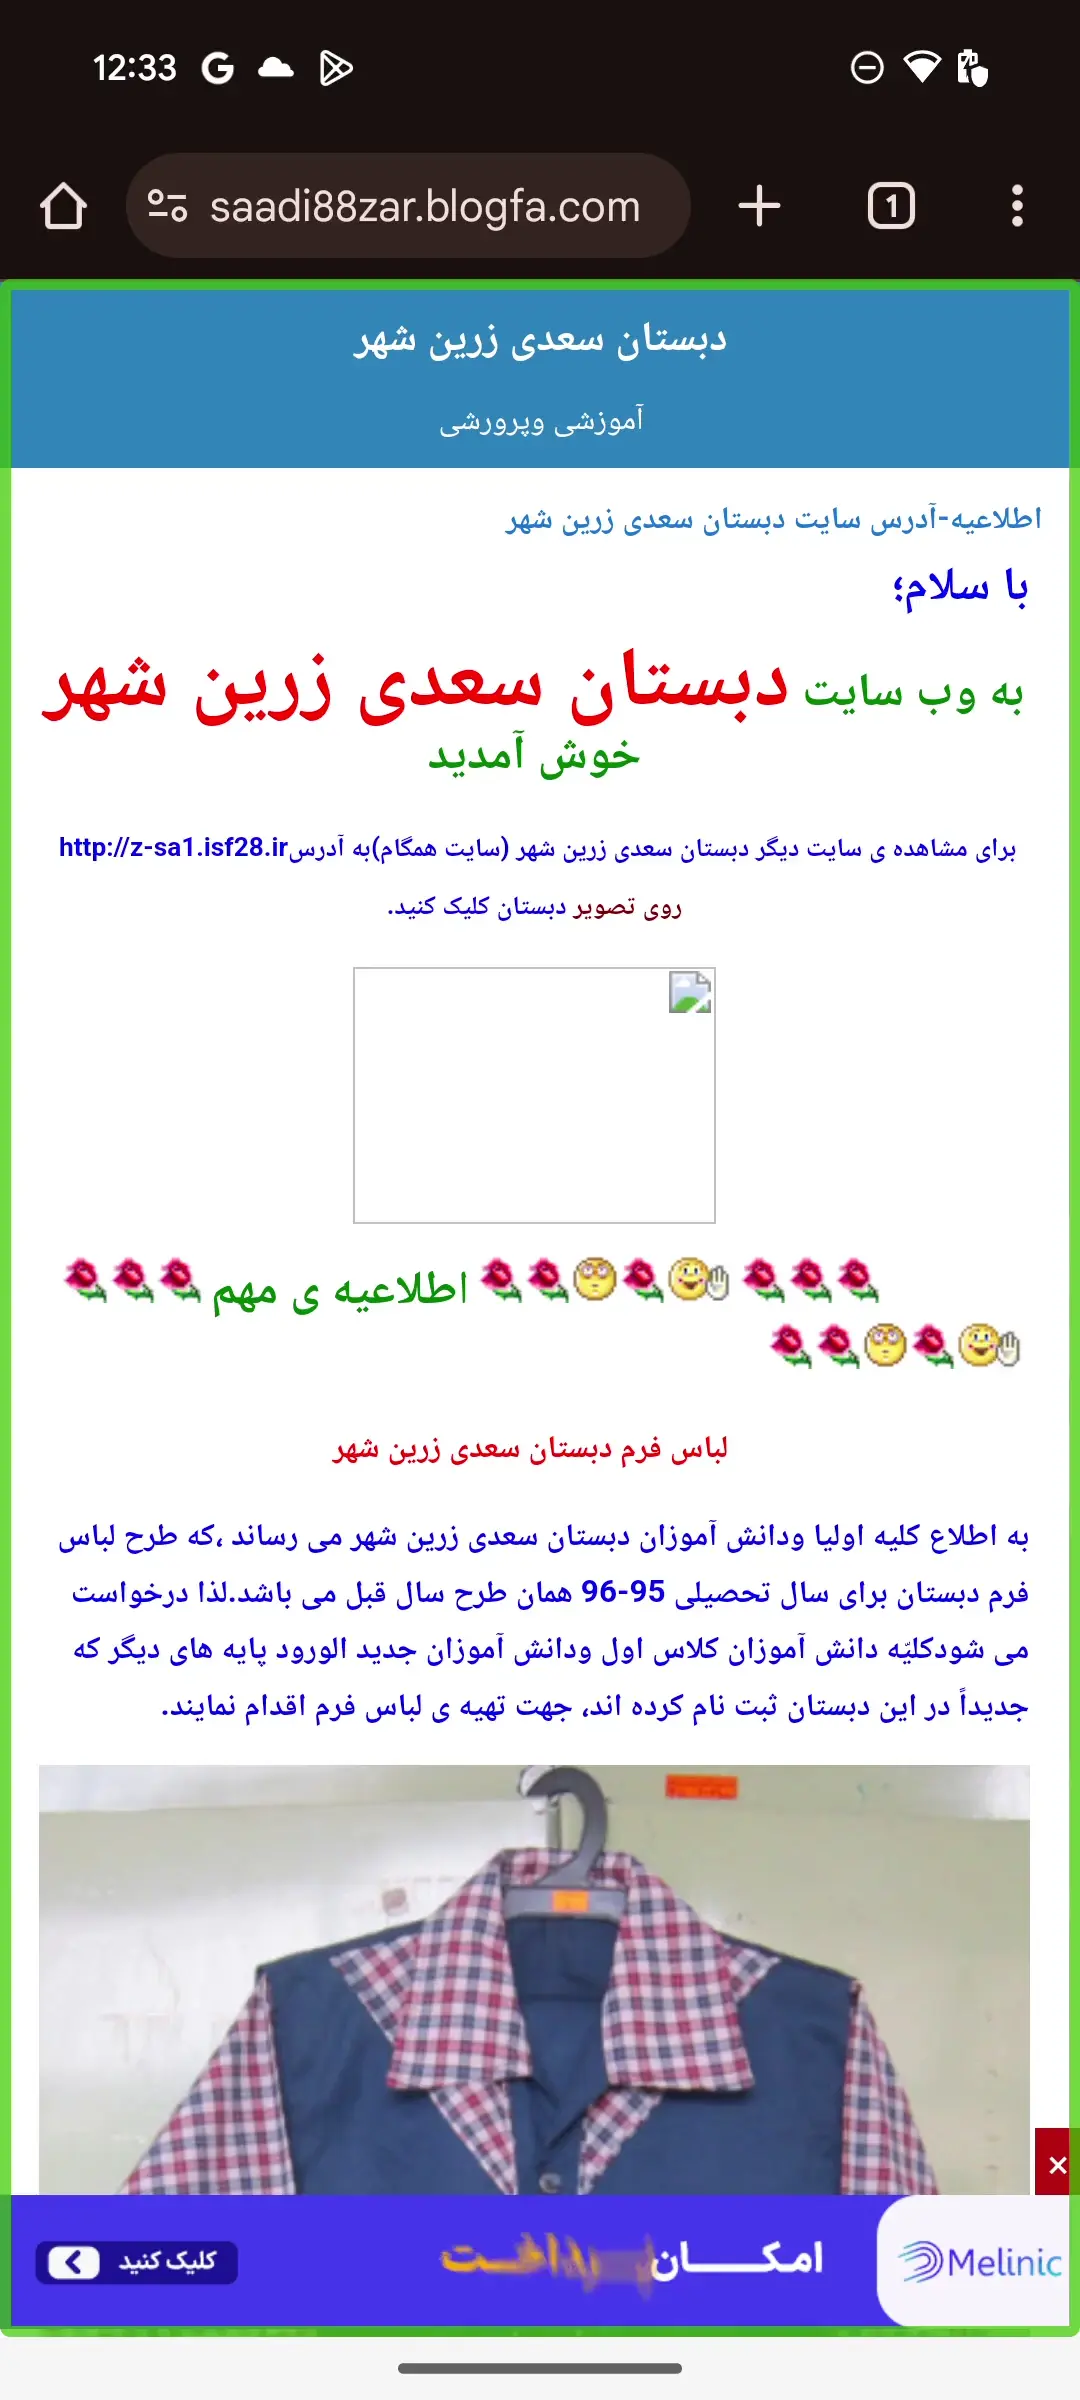 12:33
saadi88zar.blogfa.com
1
دبستان سعدی زرین شهر
آموزشی وپرورشی
اطلاعیه-آدرس سایت دبستان سعدی زرین شهر
با سلام؛
به وب سایت دبستان سعدی زرین شهر
خوش آمدید
برای مشاهده ی سایت دیگر دبستان سعدی زرین شهر (سایت همگام)به آدرسhttp://z-sa1.isf28.ir
روی تصویر دبستان کلیک کنید.
اطلاعیه ی مهم
لباس فرم دبستان سعدی زرین شهر
به اطلاع کلیه اولیا ودانش آموزان دبستان سعدی زرین شهر می رساند ،که طرح لباس
فرم دبستان برای سال تحصیلی 95-96 همان طرح سال قبل می باشد.لذا درخواست
می شودکلیّه دانش آموزان کلاس اول ودانش آموزان جدید الورود پایه های دیگر که
جدیداً در این دبستان ثبت نام کرده اند، جهت تهیه ی لباس فرم اقدام نمایند.
Melinic
امکـــان
کلیک کنید